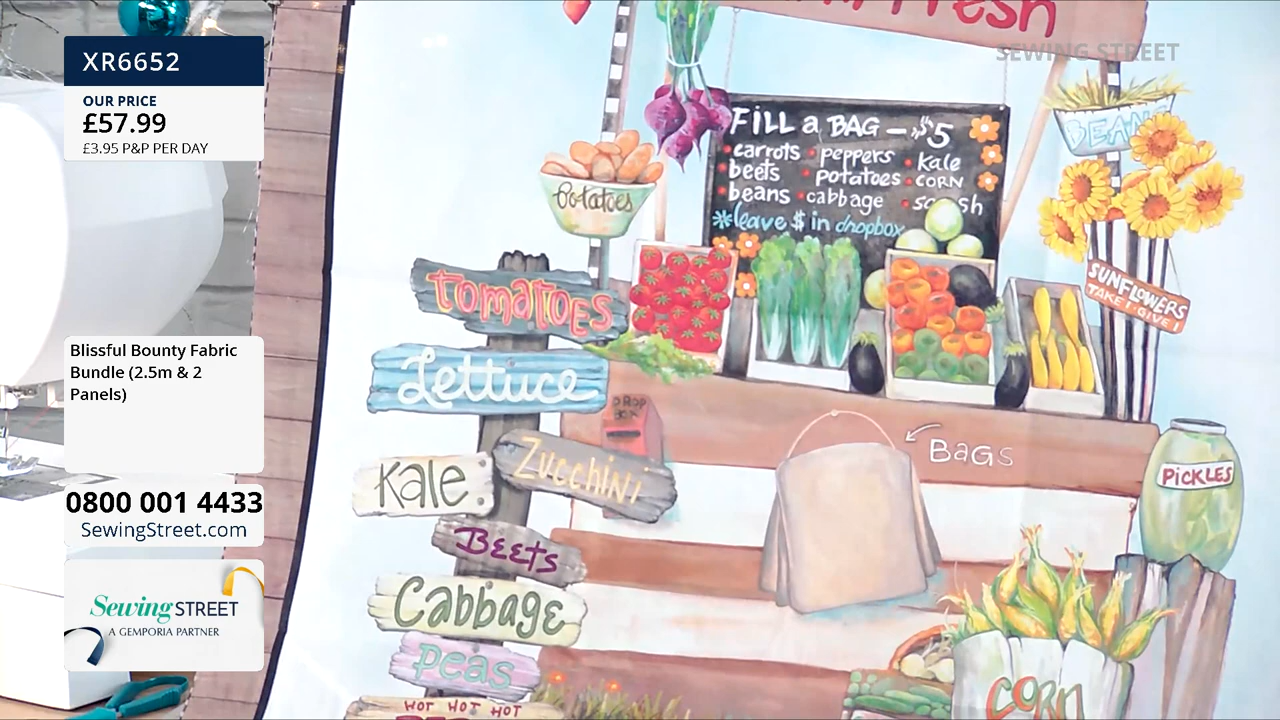 XR6652
OUR PRICE
£57.99
£3.95 P&P PER DAY
Blissful Bounty Fabric
Bundle (2.5m & 2
Panels)
0800 001 4433
SewingStreet.com
Sewing STREET
A GEMPORIA PARTNER
SEWING STREET
Fresh
FiLL a BAG - $5
carrots • peppers • kale
beets • potatoes • CORN
beans • cabbage
*leave $ in dropbox
BEANS
Potatoes
SUNFLOWERS
TAKE 1 GIVE 1
tomatoes
Lettuce
DROP
BOX
BAGS
Zucchini
Kale
PiCKLES
BEETS
Cabbage
peas
CORN
HOT HOT HOT